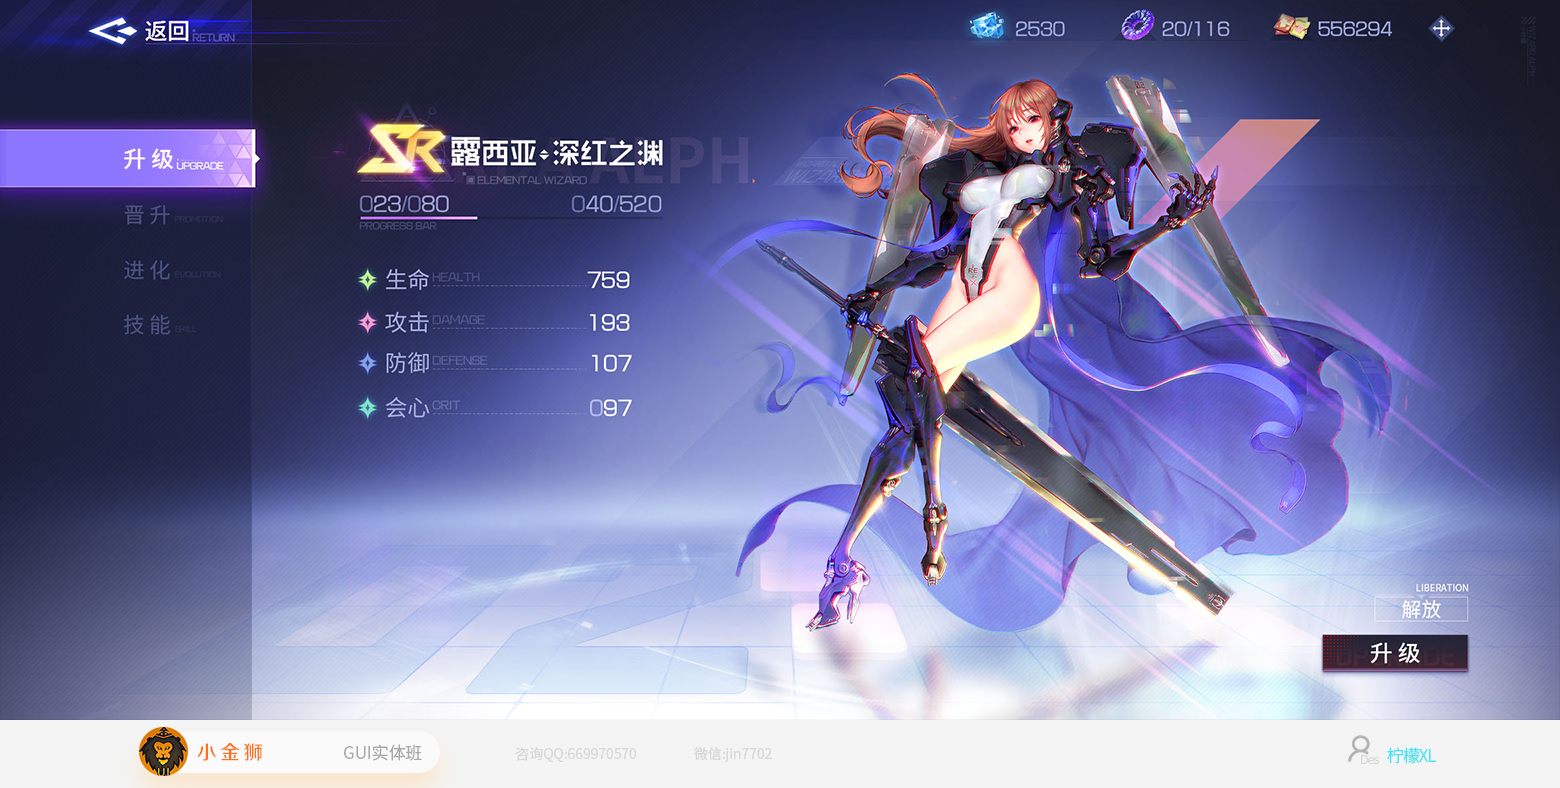 返回 RETURN
2530
20/116
556294
升级 UPGRADE
晋升 PROMOTION
进化 EVOLUTION
技能 SKILL
SR 露西亚·深红之渊
ELEMENTAL WIZARD
ALPH
023/080
040/520
PROGRESS BAR
生命 HEALTH 759
攻击 DAMAGE 193
防御 DEFENSE 107
会心 CRIT 097
LIBERATION
解放
升级
小金狮
GUI实体班
咨询QQ:669970570
微信:jin7702
Des 柠檬XL